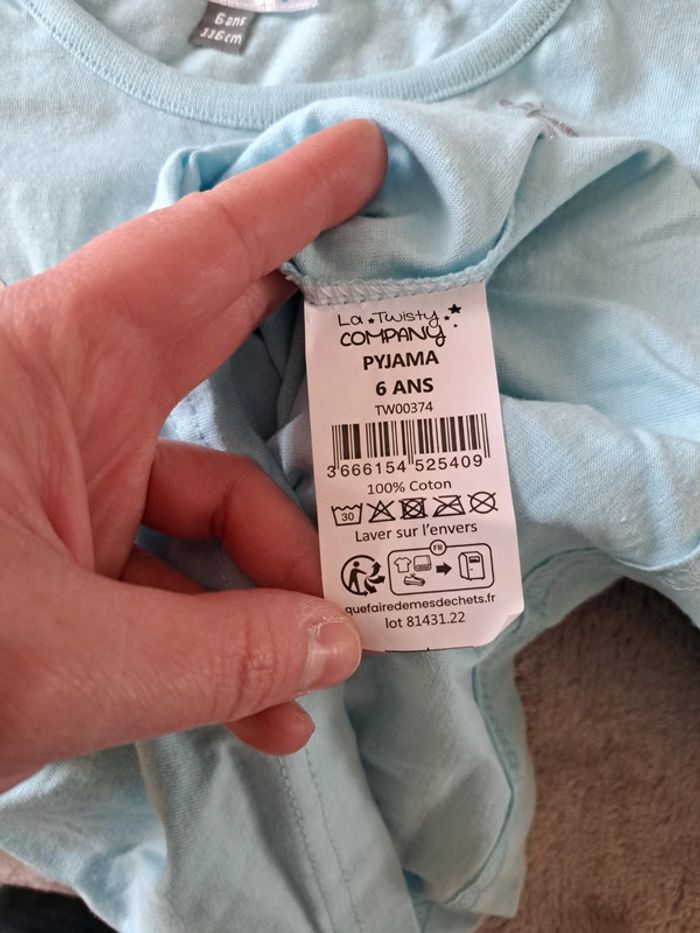 6 ans
116cm
La Twisty
COMPANY
PYJAMA
6 ANS
TW00374
3 666154 525409
100% Coton
30
Laver sur l'envers
FR
quefairedemesdechets.fr
lot 81431.22